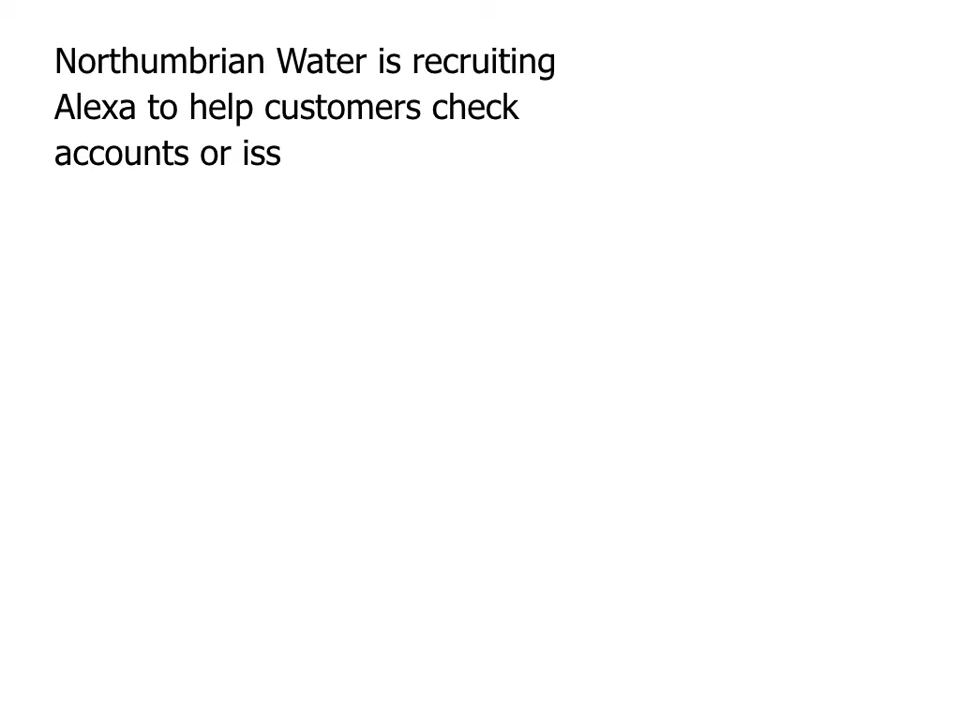 Northumbrian Water is recruiting
Alexa to help customers check
accounts or iss